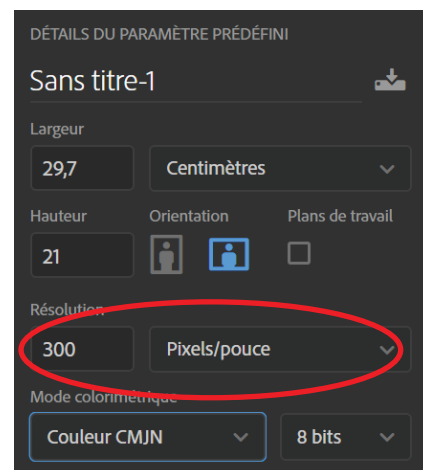 DÉTAILS DU PARAMÈTRE PRÉDÉFINI
Sans titre-1
Largeur
29,7 Centimètres
Hauteur Orientation Plans de travail
21
Résolution
300 Pixels/pouce
Mode colorimétrique
Couleur CMJN 8 bits